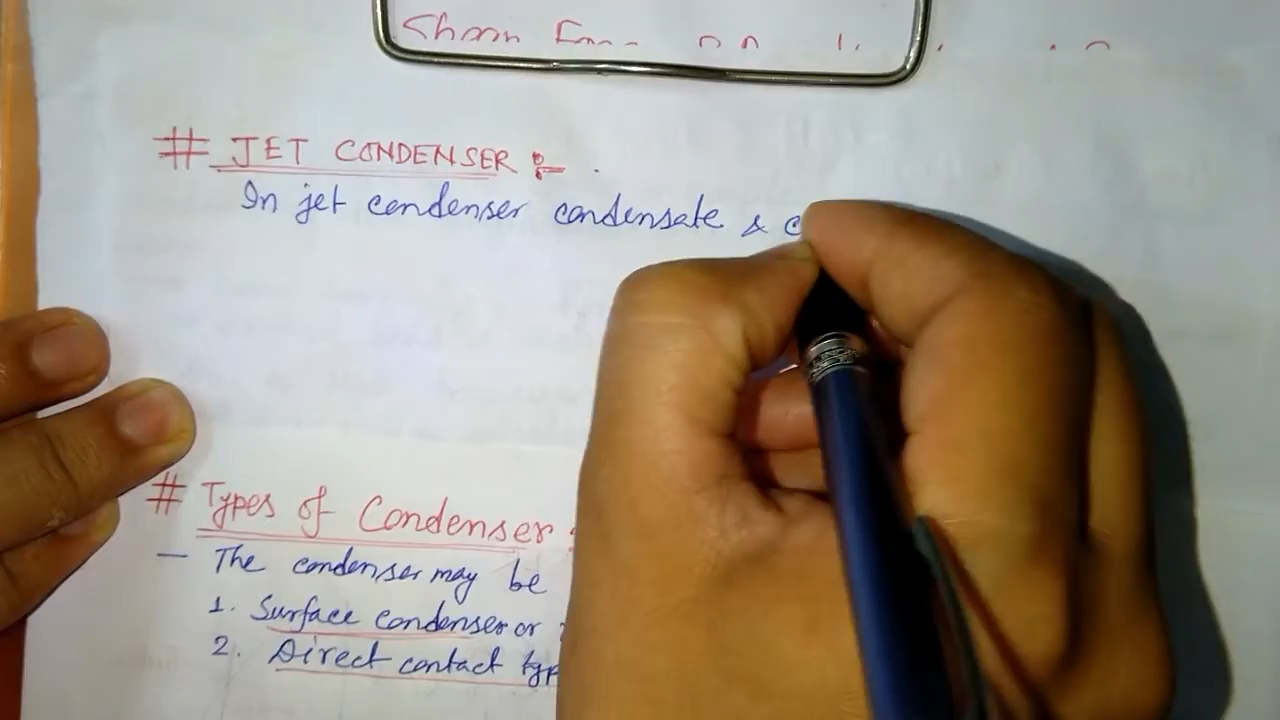 # JET CONDENSER :-
In jet condenser condensate & c
# Types of Condenser :
— The condenser may be
1. Surface condenser or
2. Direct contact typ